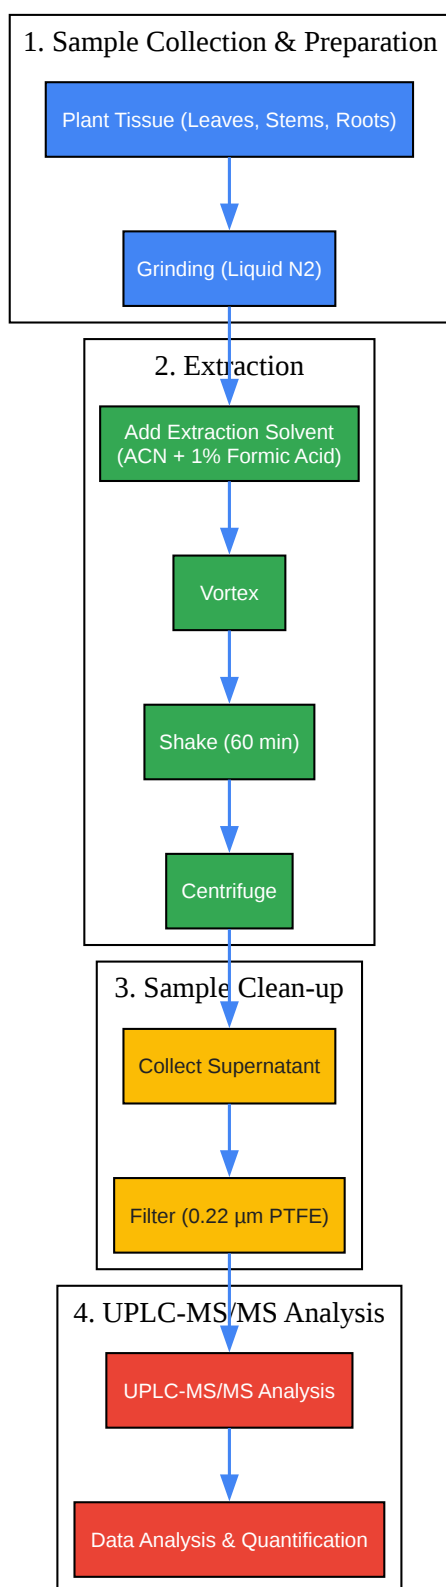 1. Sample Collection & Preparation
Plant Tissue (Leaves, Stems, Roots)
Grinding (Liquid N2)
2. Extraction
Add Extraction Solvent
(ACN + 1% Formic Acid)
Vortex
Shake (60 min)
Centrifuge
3. Sample Clean-up
Collect Supernatant
Filter (0.22 µm PTFE)
4. UPLC-MS/MS Analysis
UPLC-MS/MS Analysis
Data Analysis & Quantification